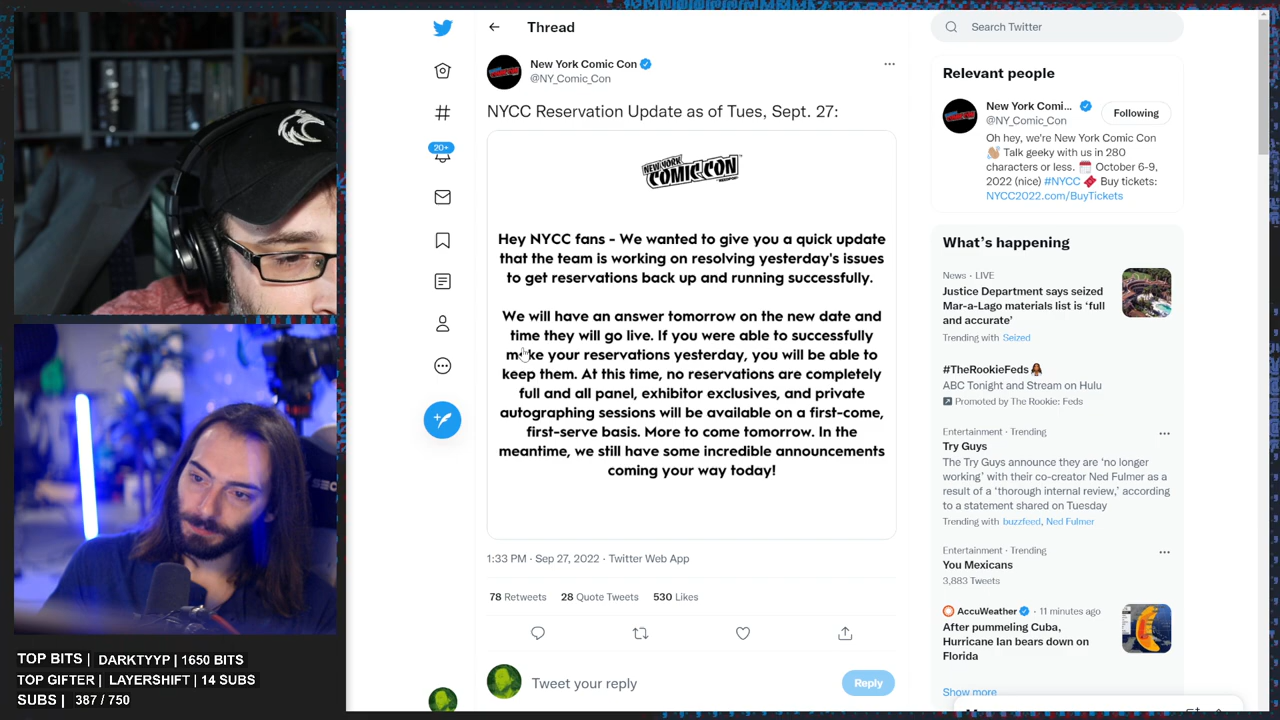 Thread
Search Twitter
New York Comic Con
@NY_Comic_Con
NYCC Reservation Update as of Tues, Sept. 27:
NEW YORK
COMIC CON
Hey NYCC fans - We wanted to give you a quick update
that the team is working on resolving yesterday's issues
to get reservations back up and running successfully.
We will have an answer tomorrow on the new date and
time they will go live. If you were able to successfully
make your reservations yesterday, you will be able to
keep them. At this time, no reservations are completely
full and all panel, exhibitor exclusives, and private
autographing sessions will be available on a first-come,
first-serve basis. More to come tomorrow. In the
meantime, we still have some incredible announcements
coming your way today!
1:33 PM · Sep 27, 2022 · Twitter Web App
78 Retweets 28 Quote Tweets 530 Likes
Tweet your reply
Reply
20+
Relevant people
New York Comi...
@NY_Comic_Con
Following
Oh hey, we're New York Comic Con
👋🏼 Talk geeky with us in 280
characters or less. 📅 October 6-9,
2022 (nice) #NYCC 🎟 Buy tickets:
NYCC2022.com/BuyTickets
What's happening
News · LIVE
Justice Department says seized
Mar-a-Lago materials list is ‘full
and accurate’
Trending with Seized
#TheRookieFeds
ABC Tonight and Stream on Hulu
Promoted by The Rookie: Feds
Entertainment · Trending
Try Guys
The Try Guys announce they are ‘no longer
working’ with their co-creator Ned Fulmer as a
result of a ‘thorough internal review,’ according
to a statement shared on Tuesday
Trending with buzzfeed, Ned Fulmer
Entertainment · Trending
You Mexicans
3,883 Tweets
AccuWeather · 11 minutes ago
After pummeling Cuba,
Hurricane Ian bears down on
Florida
Show more
TOP BITS | DARKTYYP | 1650 BITS
TOP GIFTER | LAYERSHIFT | 14 SUBS
SUBS | 387 / 750